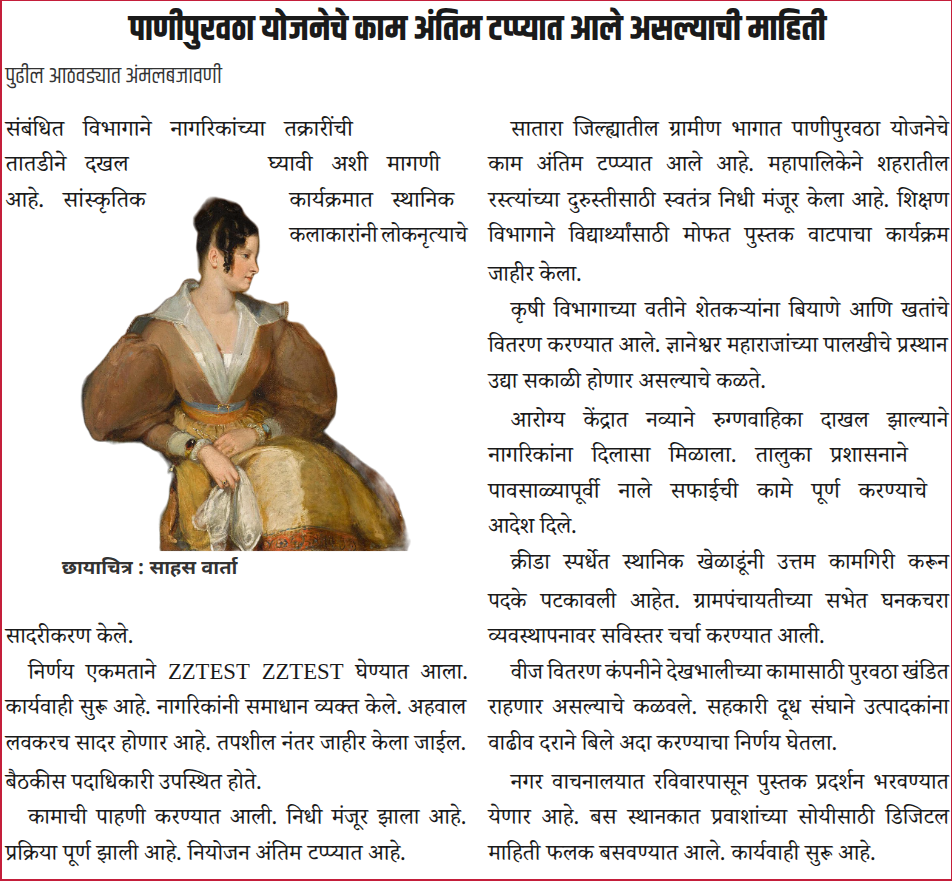 पाणीपुरवठा योजनेचे काम अंतिम टप्प्यात आले असल्याची माहिती
पुढील आठवड्यात अंमलबजावणी
संबंधित विभागाने नागरिकांच्या तक्रारींची
तातडीने दखल घ्यावी अशी मागणी
आहे. सांस्कृतिक कार्यक्रमात स्थानिक
कलाकारांनी लोकनृत्याचे
छायाचित्र : साहस वार्ता
सादरीकरण केले.
निर्णय एकमताने ZZTEST ZZTEST घेण्यात आला.
कार्यवाही सुरू आहे. नागरिकांनी समाधान व्यक्त केले. अहवाल
लवकरच सादर होणार आहे. तपशील नंतर जाहीर केला जाईल.
बैठकीस पदाधिकारी उपस्थित होते.
कामाची पाहणी करण्यात आली. निधी मंजूर झाला आहे.
प्रक्रिया पूर्ण झाली आहे. नियोजन अंतिम टप्प्यात आहे.
सातारा जिल्ह्यातील ग्रामीण भागात पाणीपुरवठा योजनेचे
काम अंतिम टप्प्यात आले आहे. महापालिकेने शहरातील
रस्त्यांच्या दुरुस्तीसाठी स्वतंत्र निधी मंजूर केला आहे. शिक्षण
विभागाने विद्यार्थ्यांसाठी मोफत पुस्तक वाटपाचा कार्यक्रम
जाहीर केला.
कृषी विभागाच्या वतीने शेतकऱ्यांना बियाणे आणि खतांचे
वितरण करण्यात आले. ज्ञानेश्वर महाराजांच्या पालखीचे प्रस्थान
उद्या सकाळी होणार असल्याचे कळते.
आरोग्य केंद्रात नव्याने रुग्णवाहिका दाखल झाल्याने
नागरिकांना दिलासा मिळाला. तालुका प्रशासनाने
पावसाळ्यापूर्वी नाले सफाईची कामे पूर्ण करण्याचे
आदेश दिले.
क्रीडा स्पर्धेत स्थानिक खेळाडूंनी उत्तम कामगिरी करून
पदके पटकावली आहेत. ग्रामपंचायतीच्या सभेत घनकचरा
व्यवस्थापनावर सविस्तर चर्चा करण्यात आली.
वीज वितरण कंपनीने देखभालीच्या कामासाठी पुरवठा खंडित
राहणार असल्याचे कळवले. सहकारी दूध संघाने उत्पादकांना
वाढीव दराने बिले अदा करण्याचा निर्णय घेतला.
नगर वाचनालयात रविवारपासून पुस्तक प्रदर्शन भरवण्यात
येणार आहे. बस स्थानकात प्रवाशांच्या सोयीसाठी डिजिटल
माहिती फलक बसवण्यात आले. कार्यवाही सुरू आहे.